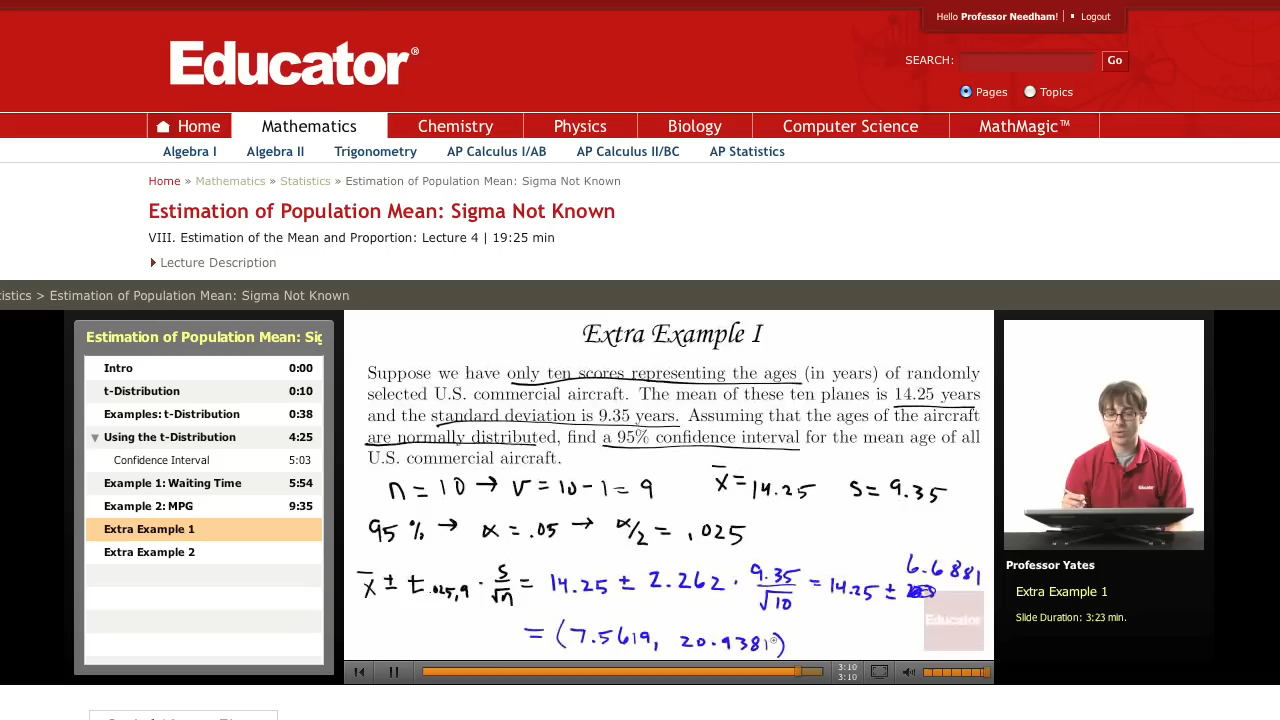 Hello Professor Needham! Logout
Educator®
SEARCH: Go
Pages Topics
Home Mathematics Chemistry Physics Biology Computer Science MathMagic™
Algebra I Algebra II Trigonometry AP Calculus I/AB AP Calculus II/BC AP Statistics
Home » Mathematics » Statistics » Estimation of Population Mean: Sigma Not Known
Estimation of Population Mean: Sigma Not Known
VIII. Estimation of the Mean and Proportion: Lecture 4 | 19:25 min
Lecture Description
tistics > Estimation of Population Mean: Sigma Not Known
Estimation of Population Mean: Sig
Intro 0:00
t-Distribution 0:10
Examples: t-Distribution 0:38
Using the t-Distribution 4:25
Confidence Interval 5:03
Example 1: Waiting Time 5:54
Example 2: MPG 9:35
Extra Example 1
Extra Example 2
Extra Example I
Suppose we have only ten scores representing the ages (in years) of randomly
selected U.S. commercial aircraft. The mean of these ten planes is 14.25 years
and the standard deviation is 9.35 years. Assuming that the ages of the aircraft
are normally distributed, find a 95% confidence interval for the mean age of all
U.S. commercial aircraft.
n = 10 → v = 10 - 1 = 9 x̄ = 14.25 s = 9.35
95 % → α = .05 → α/2 = .025
x̄ ± t.025,9 · s/√n = 14.25 ± 2.262 · 9.35/√10 = 14.25 ± 6.6881
= (7.5619, 20.9381)
Educator
3:10
3:10
Professor Yates
Extra Example 1
Slide Duration: 3:23 min.